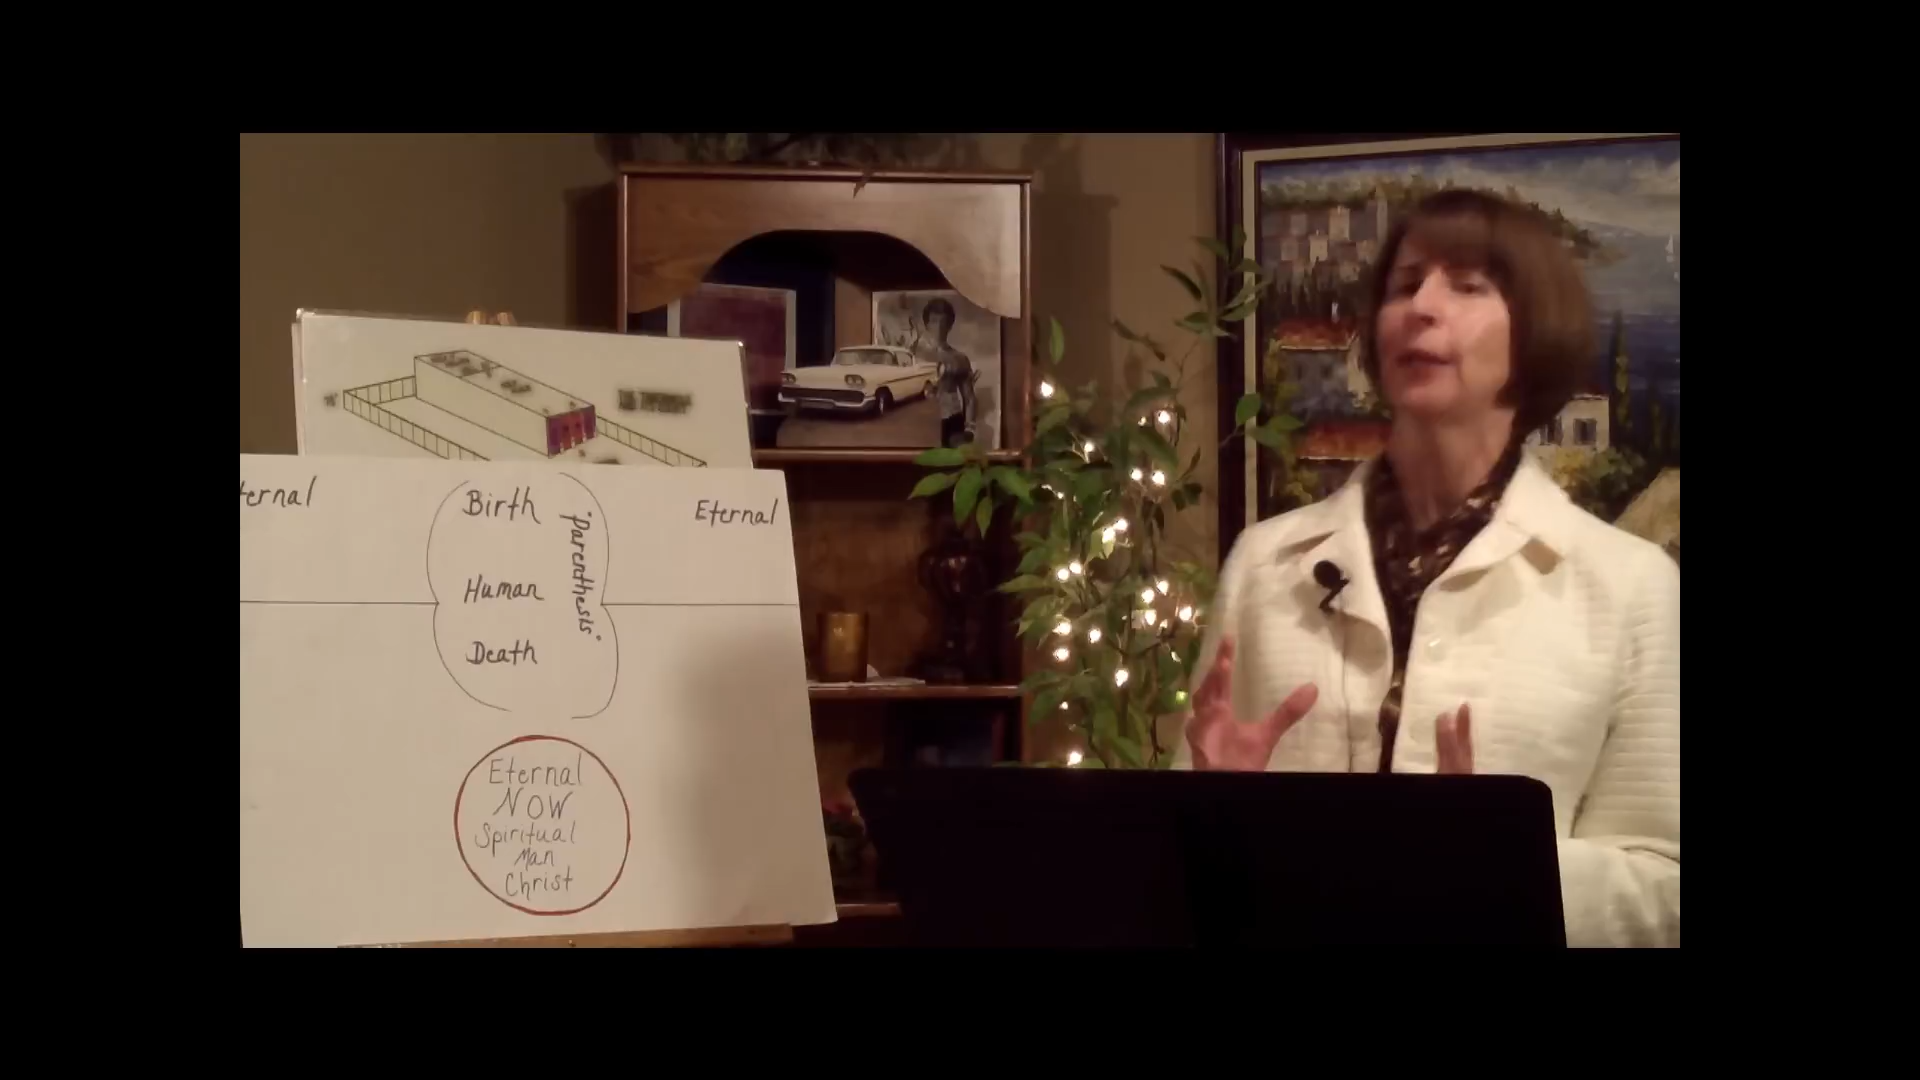 ternal
Birth
"Parenthesis"
Eternal
Human
Death
Eternal
NOW
Spiritual
Man
Christ